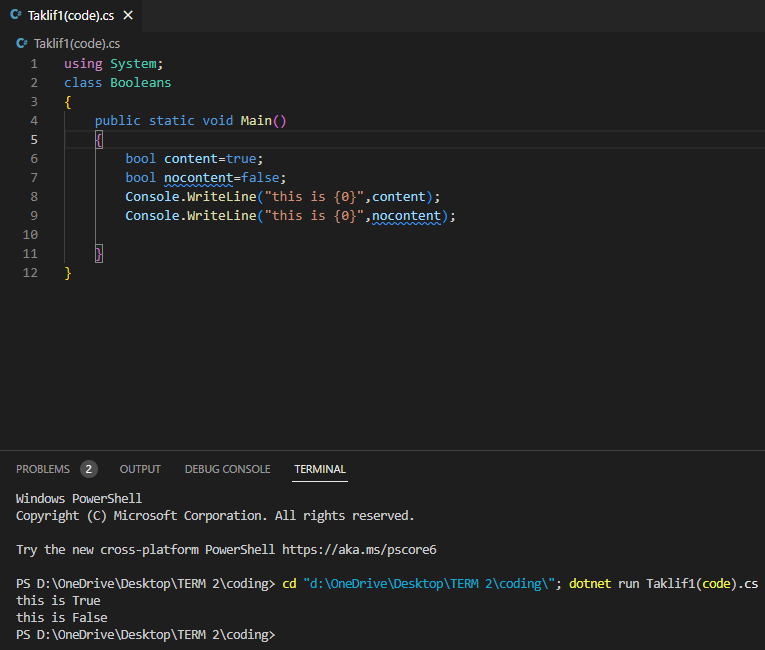 Taklif1(code).cs
Taklif1(code).cs
1 using System;
2 class Booleans
3 {
4 public static void Main()
5 {
6 bool content=true;
7 bool nocontent=false;
8 Console.WriteLine("this is {0}",content);
9 Console.WriteLine("this is {0}",nocontent);
10
11 }
12 }
PROBLEMS 2 OUTPUT DEBUG CONSOLE TERMINAL
Windows PowerShell
Copyright (C) Microsoft Corporation. All rights reserved.
Try the new cross-platform PowerShell https://aka.ms/pscore6
PS D:\OneDrive\Desktop\TERM 2\coding> cd "d:\OneDrive\Desktop\TERM 2\coding\"; dotnet run Taklif1(code).cs
this is True
this is False
PS D:\OneDrive\Desktop\TERM 2\coding>